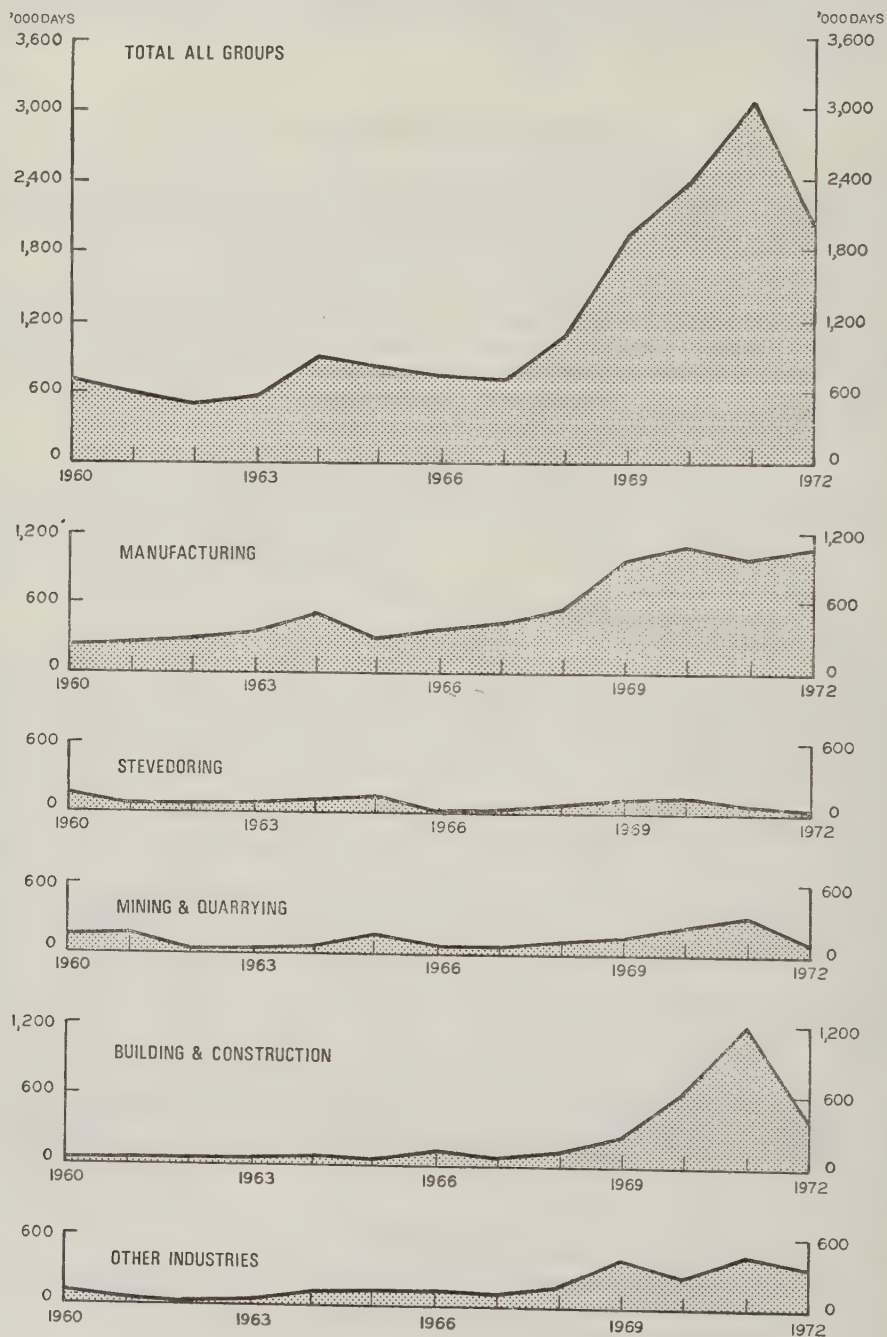 '000 DAYS '000 DAYS
3,600 3,600
TOTAL ALL GROUPS
3,000 3,000
2,400 2,400
1,800 1,800
1,200 1,200
600 600
0 0
1960 1963 1966 1969 1972
1,200 1,200
MANUFACTURING
600 600
0 0
1960 1963 1966 1969 1972
600 600
STEVEDORING
0 0
1960 1963 1966 1969 1972
600 600
MINING & QUARRYING
0 0
1960 1963 1966 1969 1972
1,200 1,200
BUILDING & CONSTRUCTION
600 600
0 0
1960 1963 1966 1969 1972
600 600
OTHER INDUSTRIES
0 0
1960 1963 1966 1969 1972